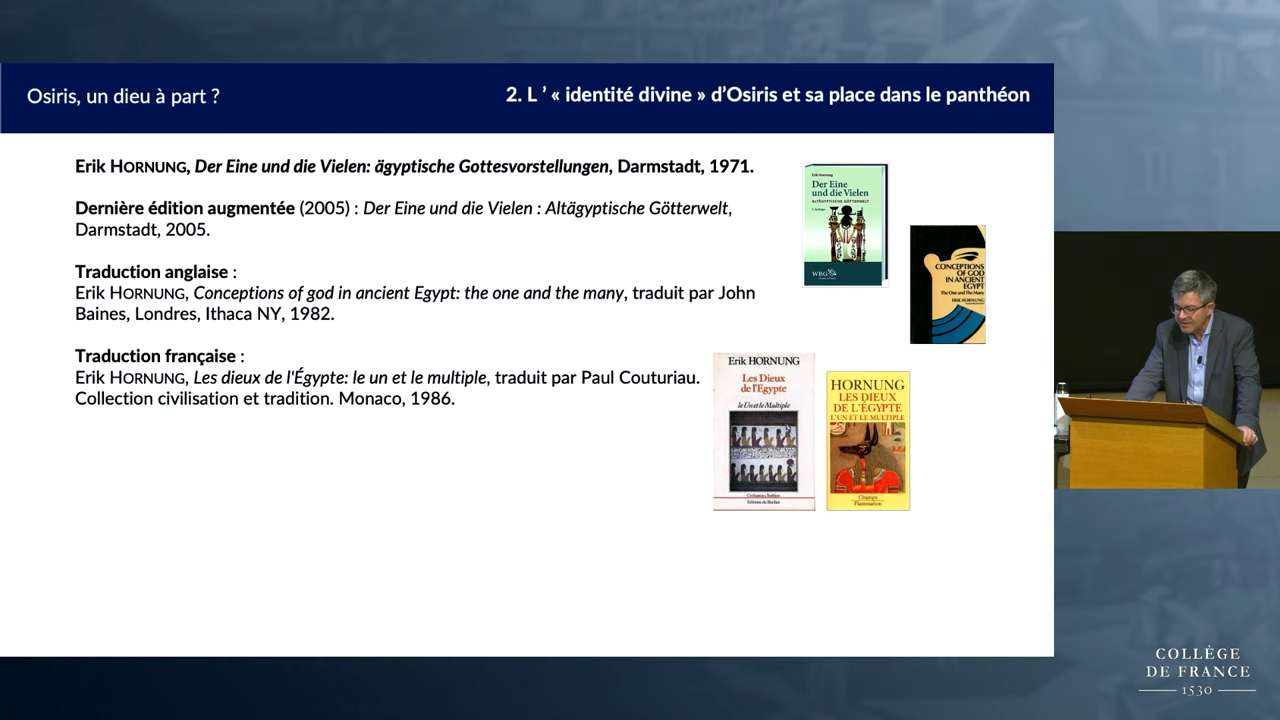 Osiris, un dieu à part ?
2. L ’ « identité divine » d’Osiris et sa place dans le panthéon
Erik HORNUNG, Der Eine und die Vielen: ägyptische Gottesvorstellungen, Darmstadt, 1971.
Dernière édition augmentée (2005) : Der Eine und die Vielen : Altägyptische Götterwelt,
Darmstadt, 2005.
Traduction anglaise :
Erik HORNUNG, Conceptions of god in ancient Egypt: the one and the many, traduit par John
Baines, Londres, Ithaca NY, 1982.
Traduction française :
Erik HORNUNG, Les dieux de l'Égypte: le un et le multiple, traduit par Paul Couturiau.
Collection civilisation et tradition. Monaco, 1986.
Erik Hornung
Der Eine
und die Vielen
ALTÄGYPTISCHE GÖTTERWELT
WBG
CONCEPTIONS
OF GOD
IN ANCIENT
EGYPT
The One and The Many
ERIK HORNUNG
Erik HORNUNG
Les Dieux
de l'Egypte
le Un et le Multiple
HORNUNG
LES DIEUX
DE L'ÉGYPTE
L'UN ET LE MULTIPLE
Champs
Flammarion
COLLÈGE
DE FRANCE
1530